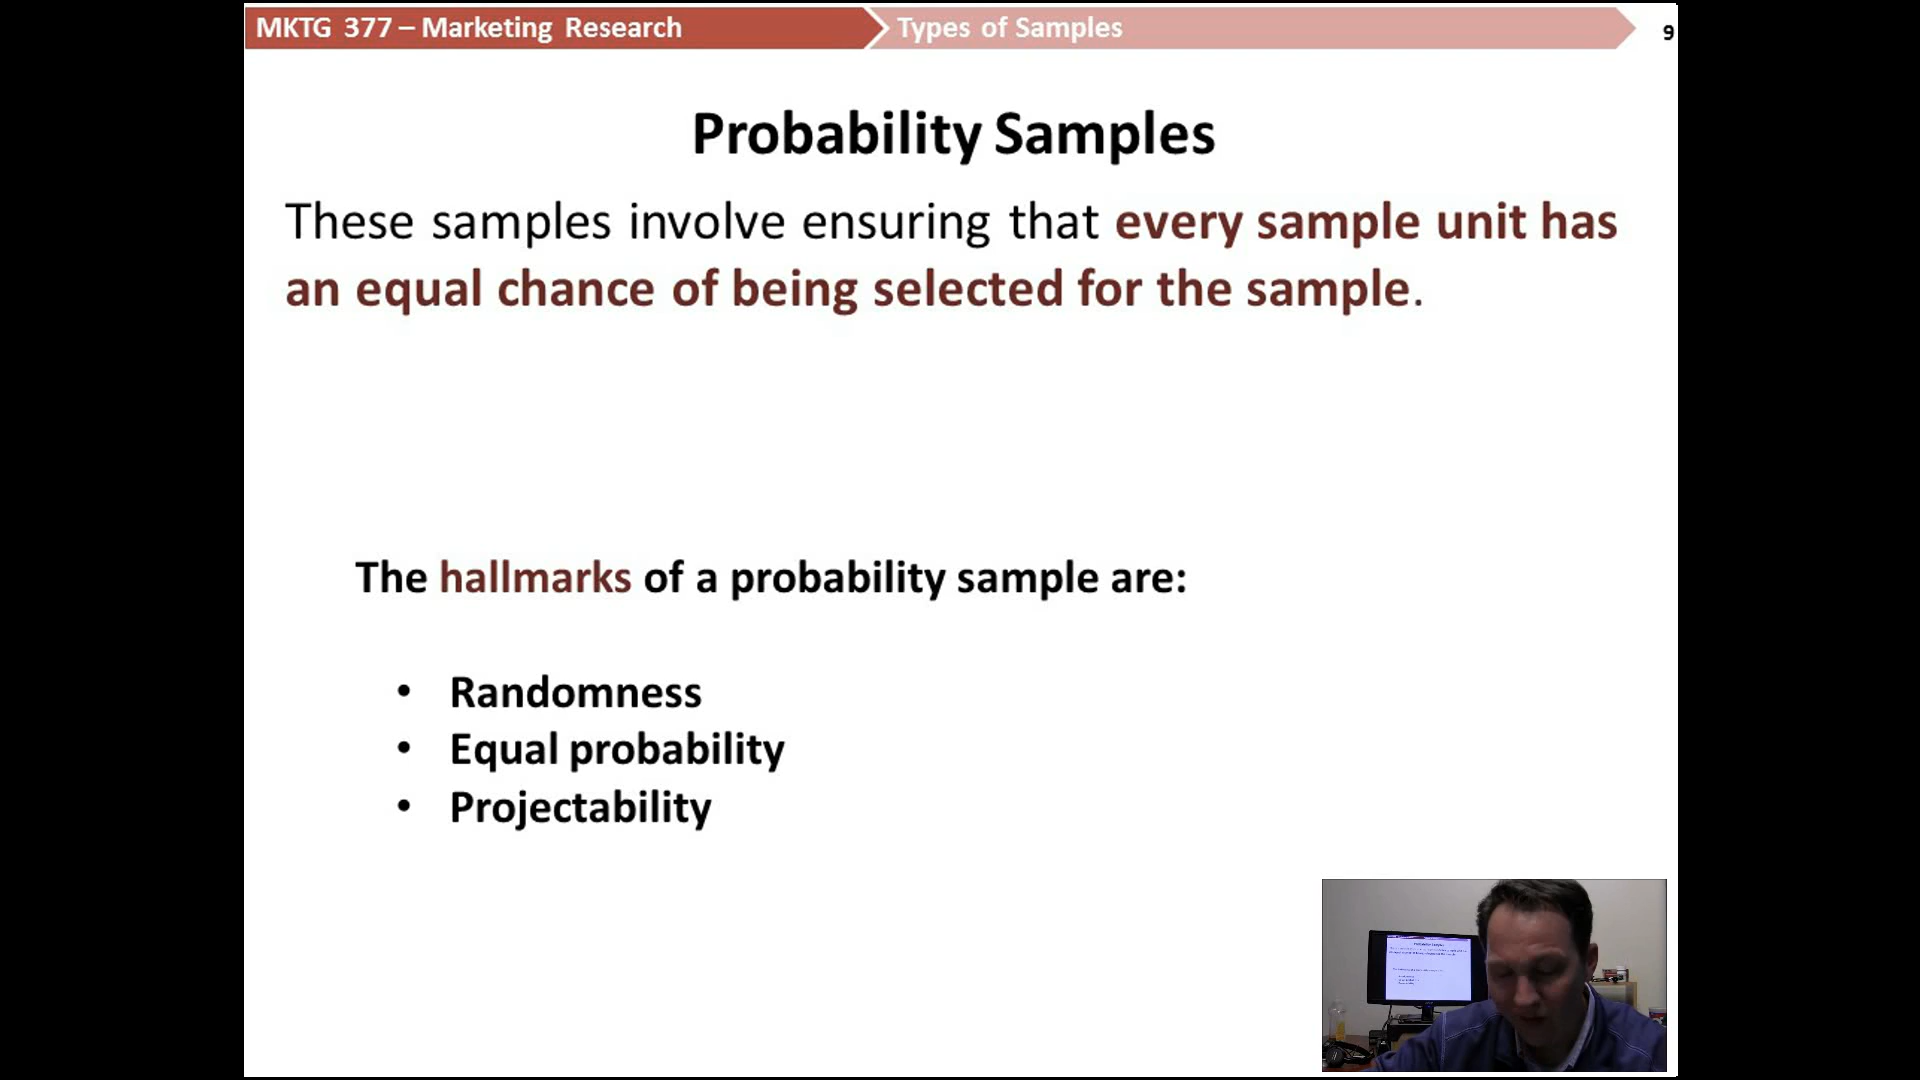 MKTG 377 – Marketing Research
Types of Samples
9
Probability Samples
These samples involve ensuring that every sample unit has
an equal chance of being selected for the sample.
The hallmarks of a probability sample are:
• Randomness
• Equal probability
• Projectability